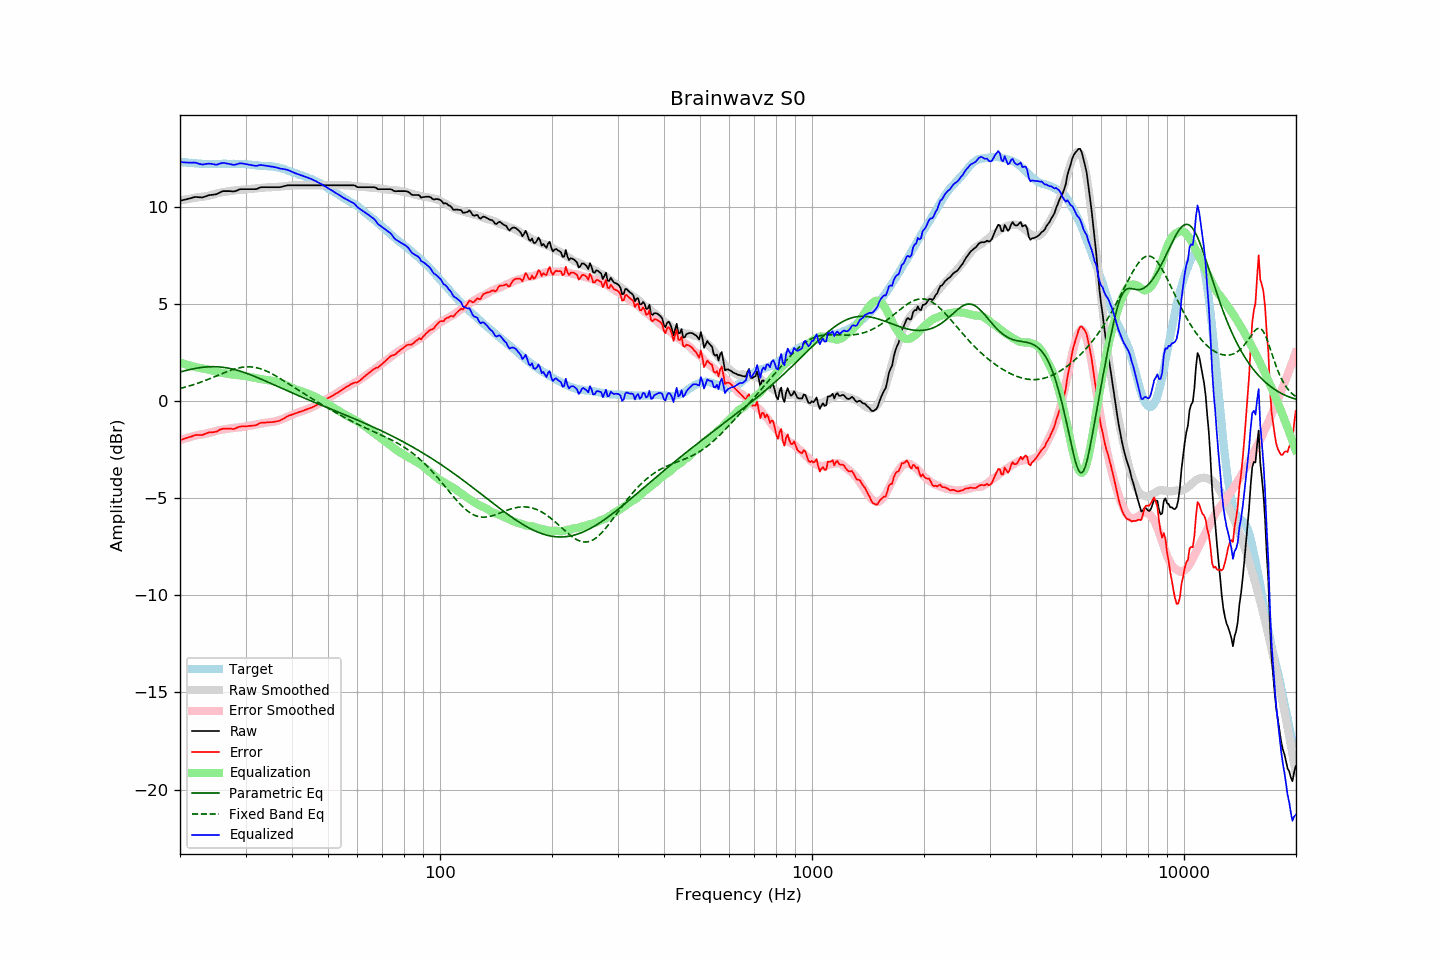 Brainwavz S0
Amplitude (dBr)
10
5
0
−5
−10
−15
−20
Target
Raw Smoothed
Error Smoothed
Raw
Error
Equalization
Parametric Eq
Fixed Band Eq
Equalized
100
1000
10000
Frequency (Hz)